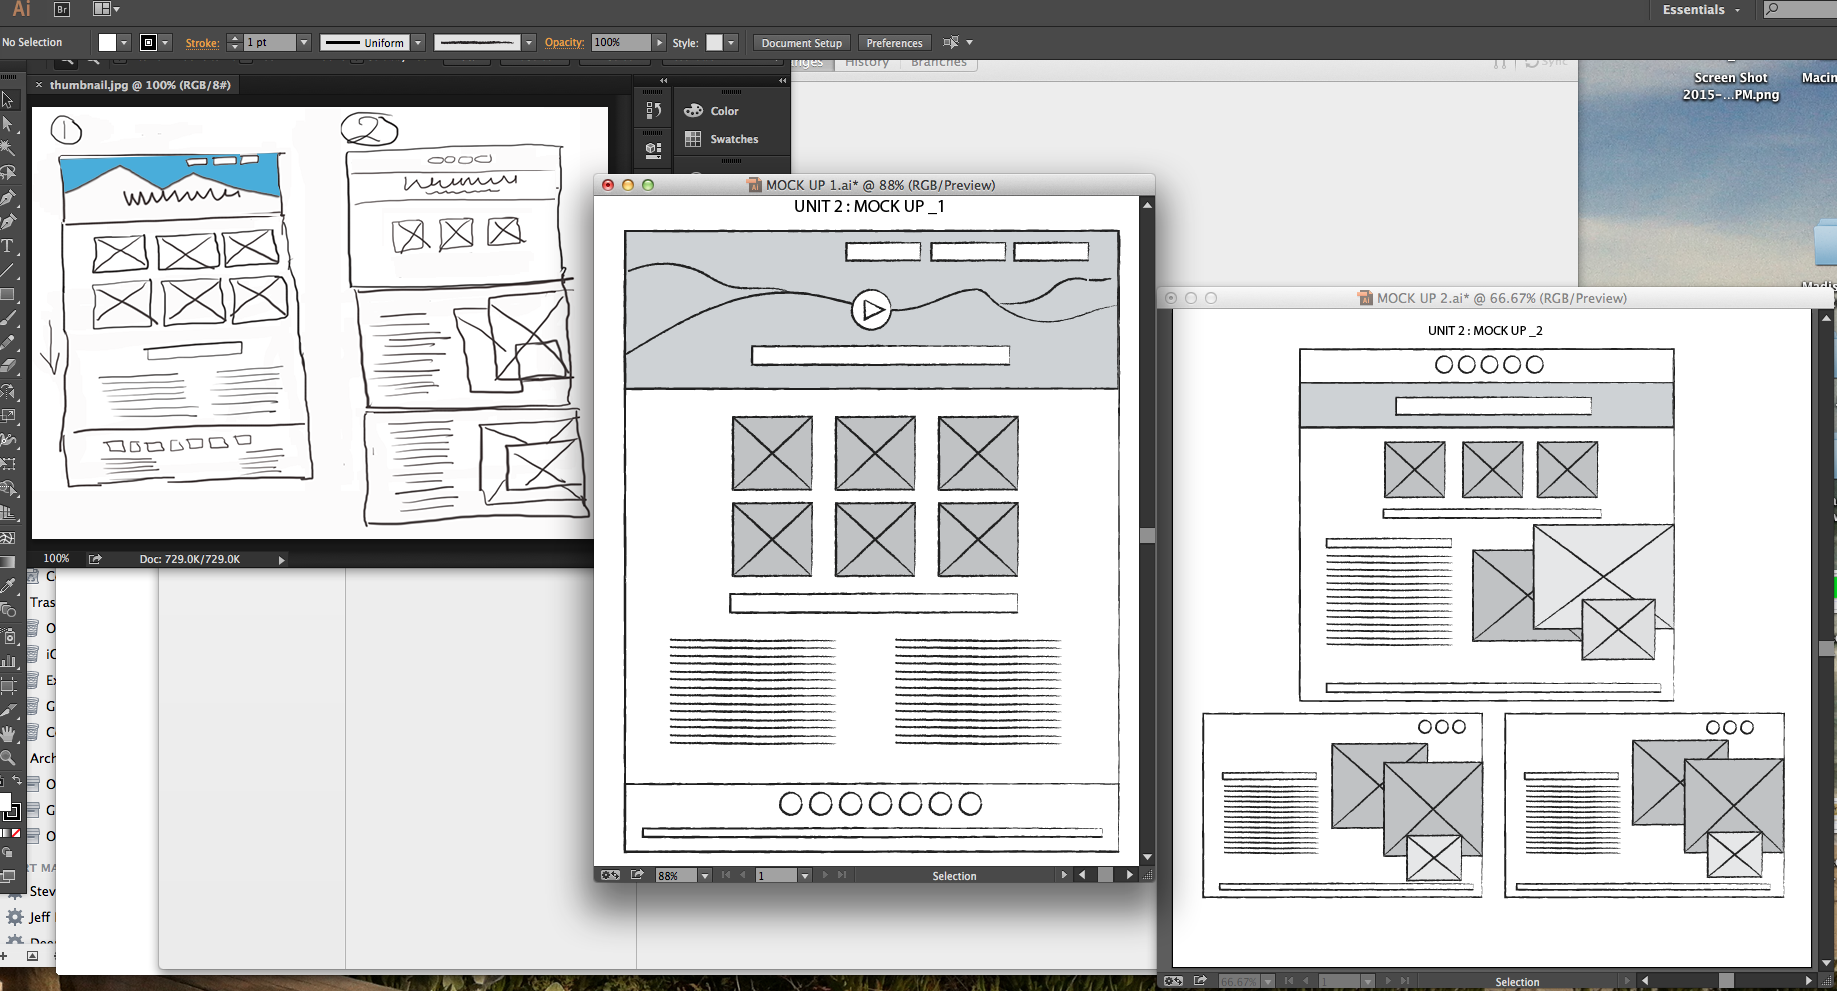 Ai
Br
Essentials
No Selection
Stroke:
1 pt
Uniform
Opacity:
100%
Style:
Document Setup
Preferences
History
Branches
Sync
thumbnail.jpg @ 100% (RGB/8#)
Color
Swatches
Screen Shot
2015-...PM.png
1
2
MOCK UP 1.ai* @ 88% (RGB/Preview)
UNIT 2 : MOCK UP _1
MOCK UP 2.ai* @ 66.67% (RGB/Preview)
UNIT 2 : MOCK UP _2
100%
Doc: 729.0K/729.0K
Tras
O
Ex
G
Arch
O
G
O
Stev
Jeff
88%
1
Selection
66.67%
1
Selection